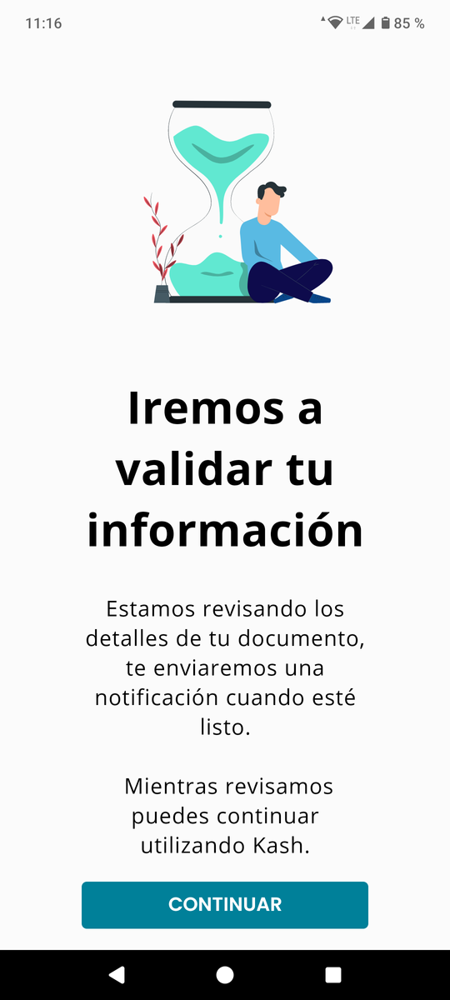 11:16
LTE
85 %
Iremos a
validar tu
información
Estamos revisando los
detalles de tu documento,
te enviaremos una
notificación cuando esté
listo.
Mientras revisamos
puedes continuar
utilizando Kash.
CONTINUAR